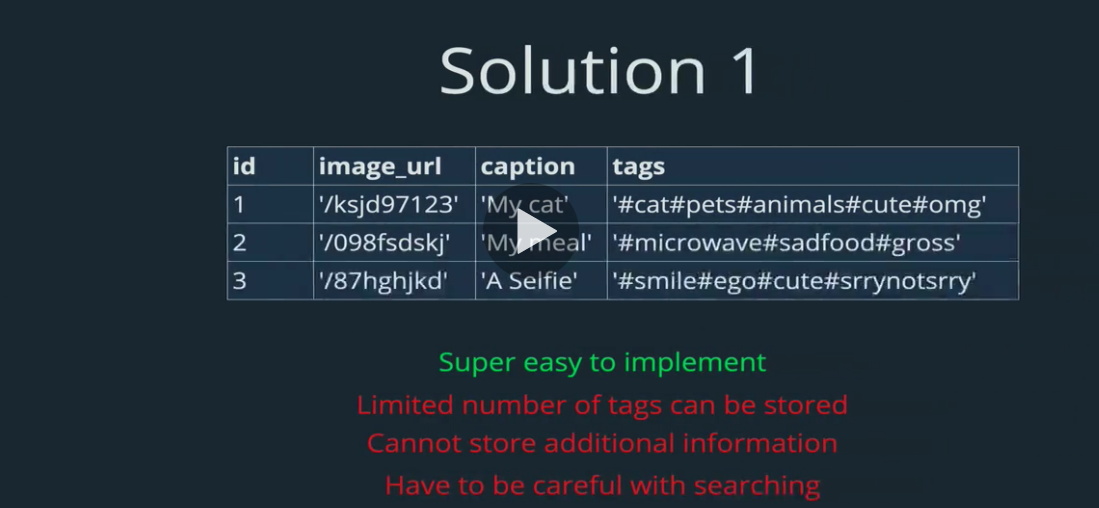 Solution 1
id image_url caption tags
1 '/ksjd97123' 'My cat' '#cat#pets#animals#cute#omg'
2 '/098fsdskj' 'My meal' '#microwave#sadfood#gross'
3 '/87hghjkd' 'A Selfie' '#smile#ego#cute#srrynotsrry'
Super easy to implement
Limited number of tags can be stored
Cannot store additional information
Have to be careful with searching